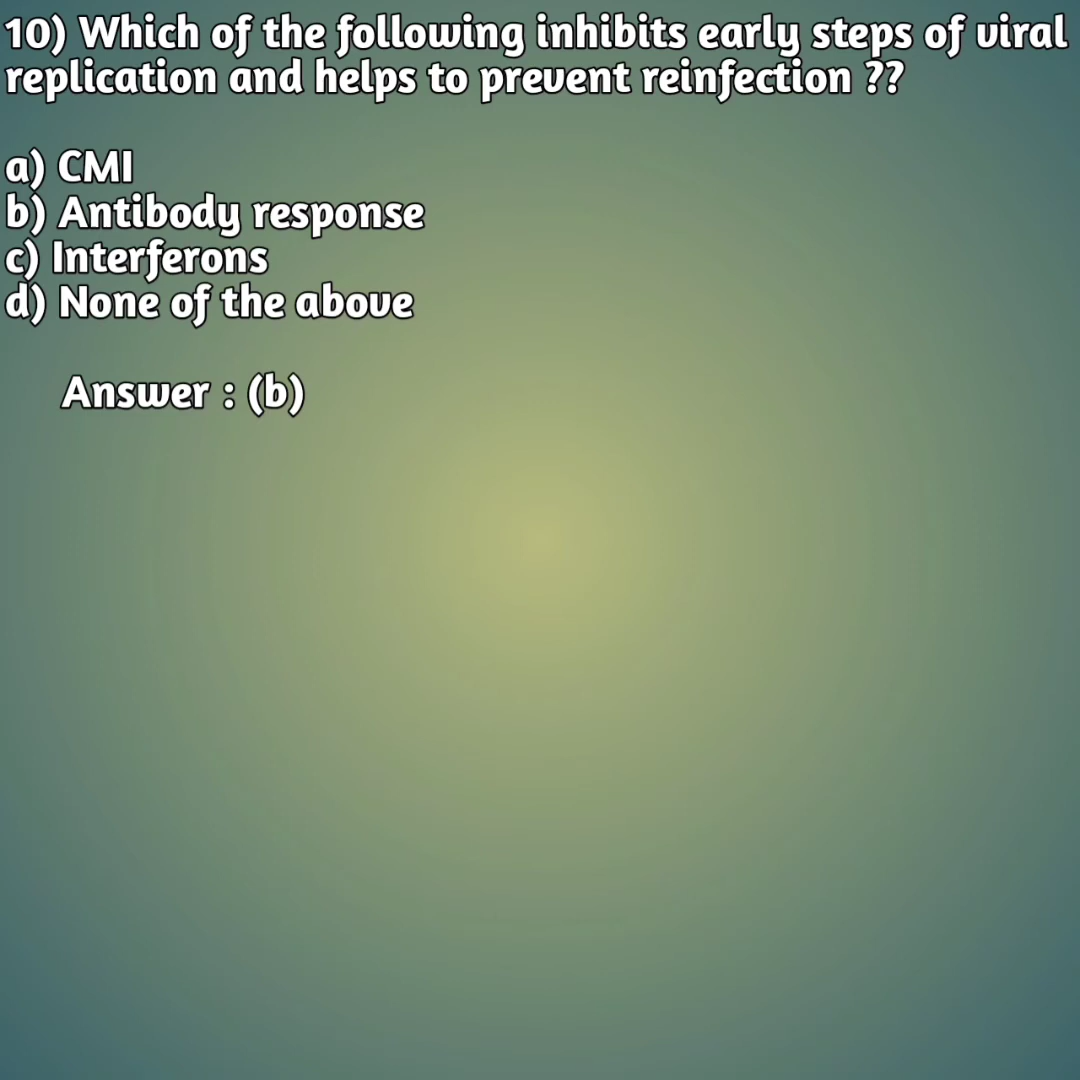 10) Which of the following inhibits early steps of viral
replication and helps to prevent reinfection ??
a) CMI
b) Antibody response
c) Interferons
d) None of the above
Answer : (b)